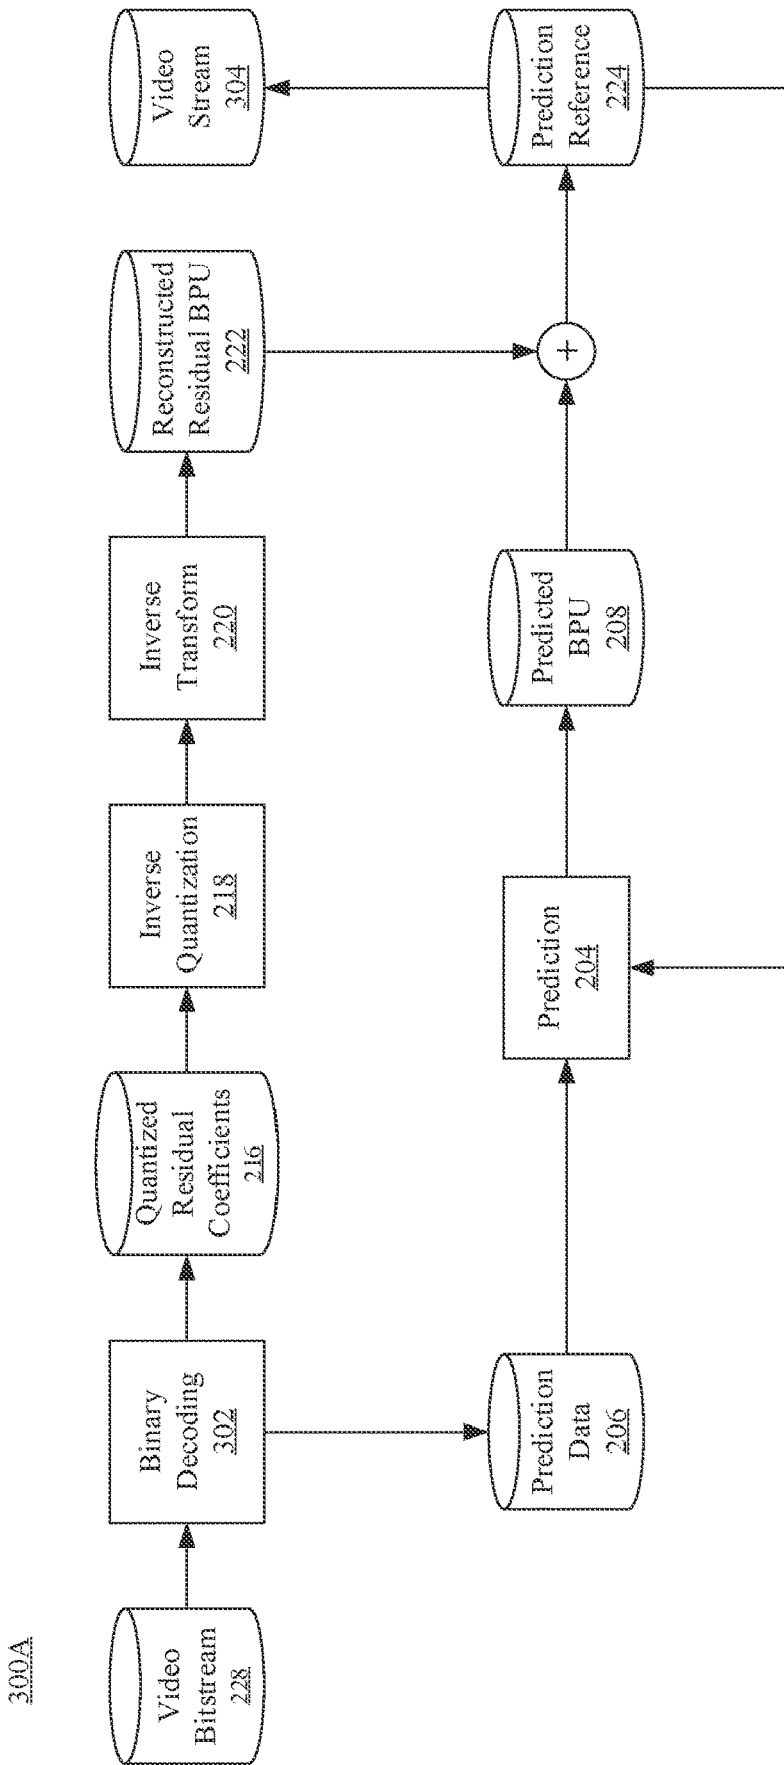 300A
Video
Bitstream
228
Binary
Decoding
302
Quantized
Residual
Coefficients
216
Inverse
Quantization
218
Inverse
Transform
220
Reconstructed
Residual BPU
222
Video
Stream
304
Prediction
Data
206
Prediction
204
Predicted
BPU
208
+
Prediction
Reference
224